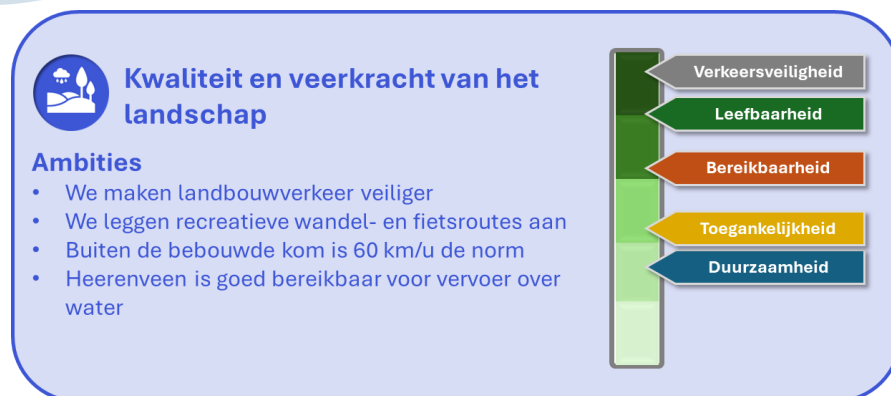 Kwaliteit en veerkracht van het
landschap
Ambities
• We maken landbouwverkeer veiliger
• We leggen recreatieve wandel- en fietsroutes aan
• Buiten de bebouwde kom is 60 km/u de norm
• Heerenveen is goed bereikbaar voor vervoer over
water
Verkeersveiligheid
Leefbaarheid
Bereikbaarheid
Toegankelijkheid
Duurzaamheid